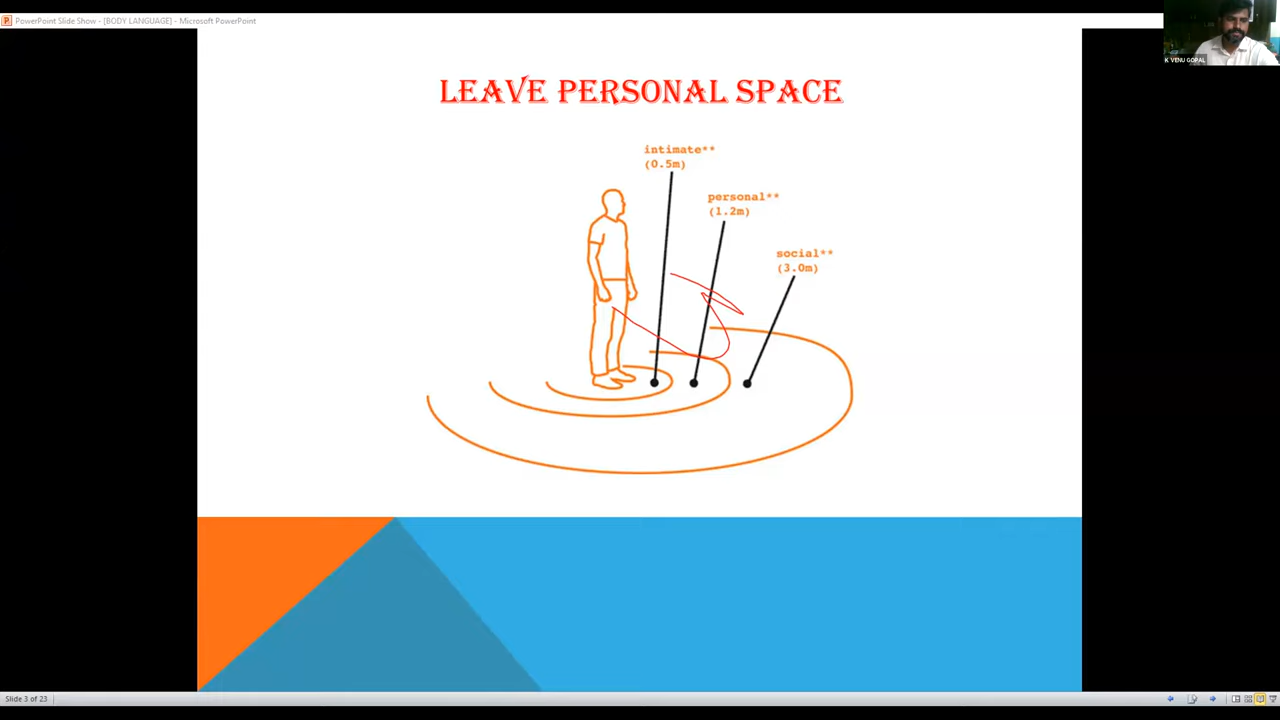 PowerPoint Slide Show - [BODY LANGUAGE] - Microsoft PowerPoint
K VENU GOPAL
LEAVE PERSONAL SPACE
intimate**
(0.5m)
personal**
(1.2m)
social**
(3.0m)
Slide 3 of 23